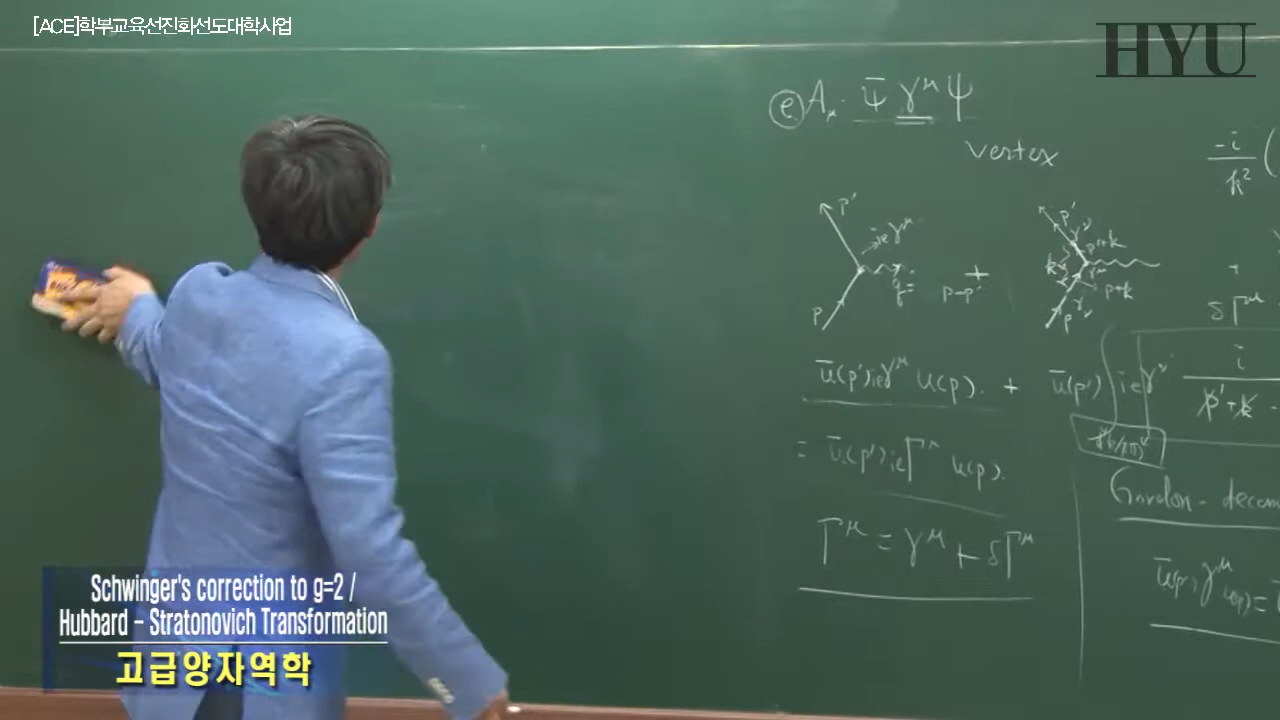 [ACE]학부교육선진화선도대학사업
HYU
e A_μ · ψ̄ γ^μ ψ
vertex
-i/k² (
p'
ieγ^μ
q =
p-p'
p
+
p'
γ^ν
p'+k
k
γ^μ
p+k
γ^ν
p
+
δΓ^μ
ū(p') ieγ^μ u(p). + ū(p') ieγ^ν i/(p̸'+k̸ -
= ū(p') ieΓ^μ u(p).
Γ^μ = γ^μ + δΓ^μ
Gordon - decom
ū(p') γ^μ u(p) =
Schwinger's correction to g=2 /
Hubbard - Stratonovich Transformation
고급양자역학